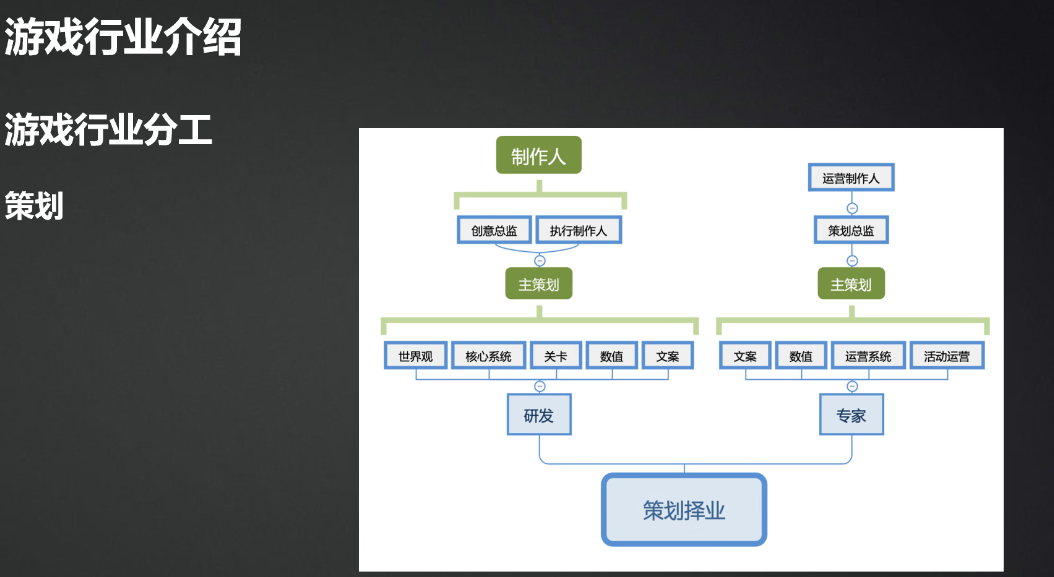 游戏行业介绍
游戏行业分工
策划
制作人
运营制作人
创意总监 执行制作人 策划总监
主策划 主策划
世界观 核心系统 关卡 数值 文案 文案 数值 运营系统 活动运营
研发 专家
策划择业